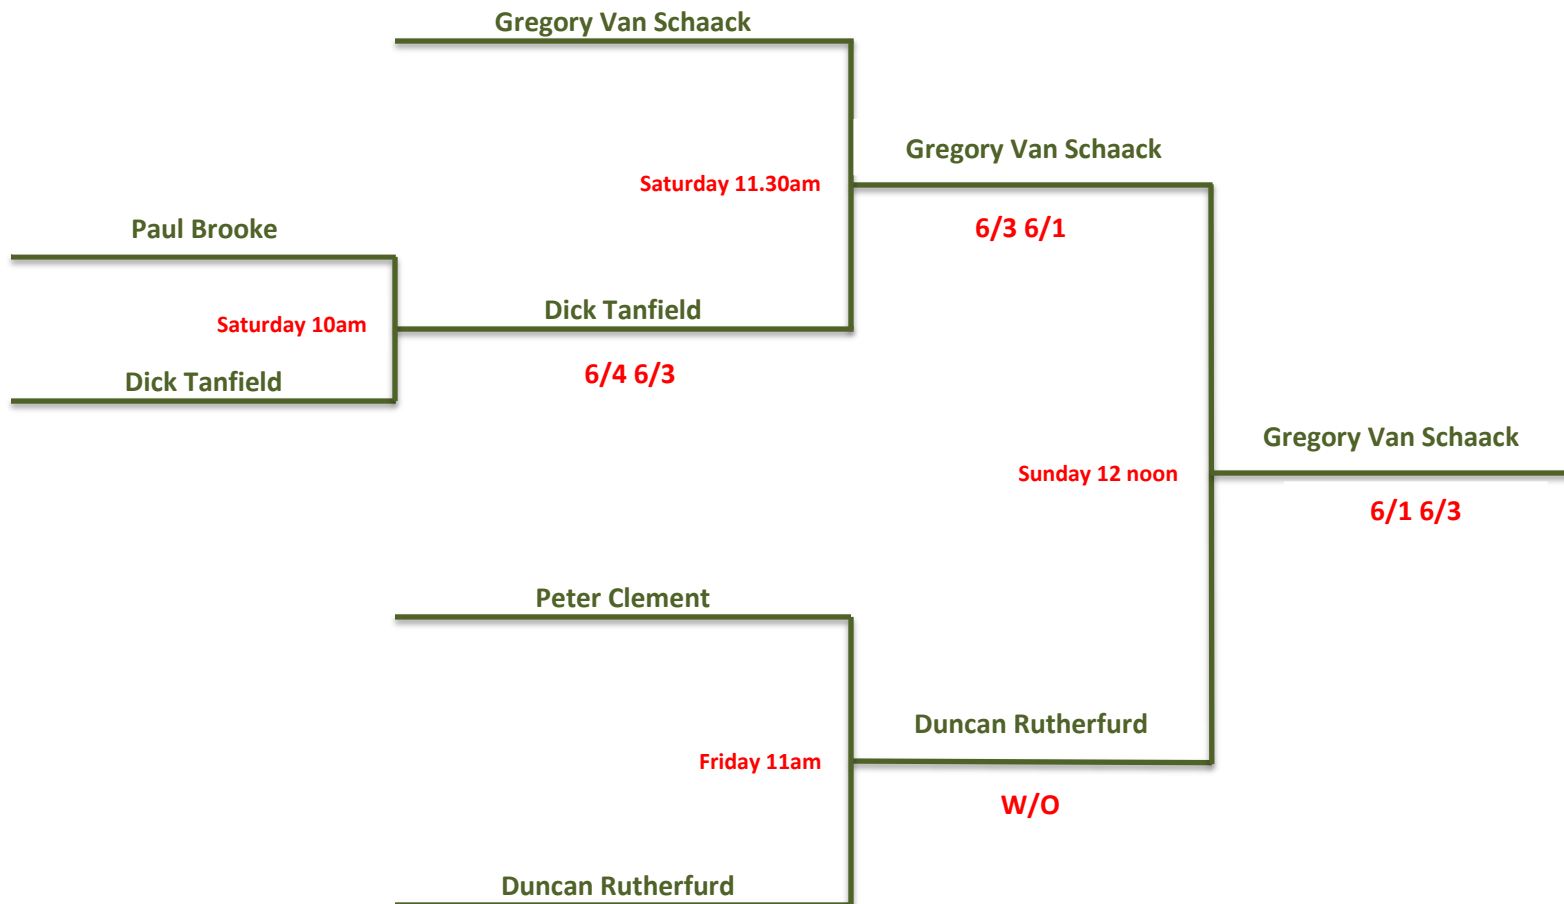 Gregory Van Schaack
Gregory Van Schaack
Saturday 11.30am
6/3 6/1
Paul Brooke
Saturday 10am
Dick Tanfield
6/4 6/3
Dick Tanfield
Gregory Van Schaack
Sunday 12 noon
6/1 6/3
Peter Clement
Duncan Rutherfurd
Friday 11am
W/O
Duncan Rutherfurd